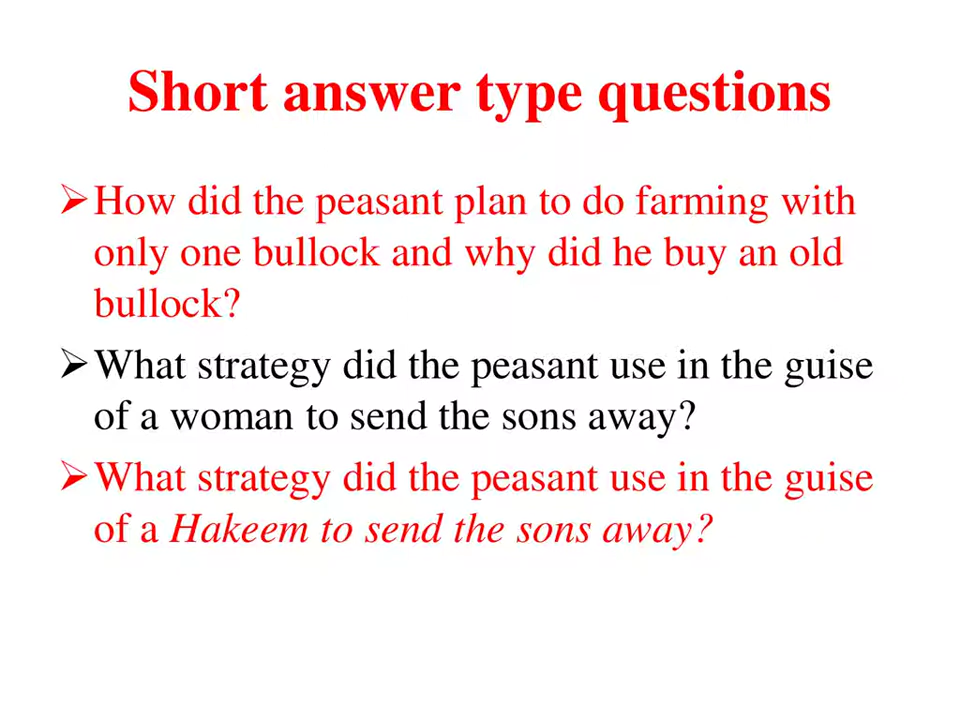 Short answer type questions
➢How did the peasant plan to do farming with
only one bullock and why did he buy an old
bullock?
➢What strategy did the peasant use in the guise
of a woman to send the sons away?
➢What strategy did the peasant use in the guise
of a Hakeem to send the sons away?